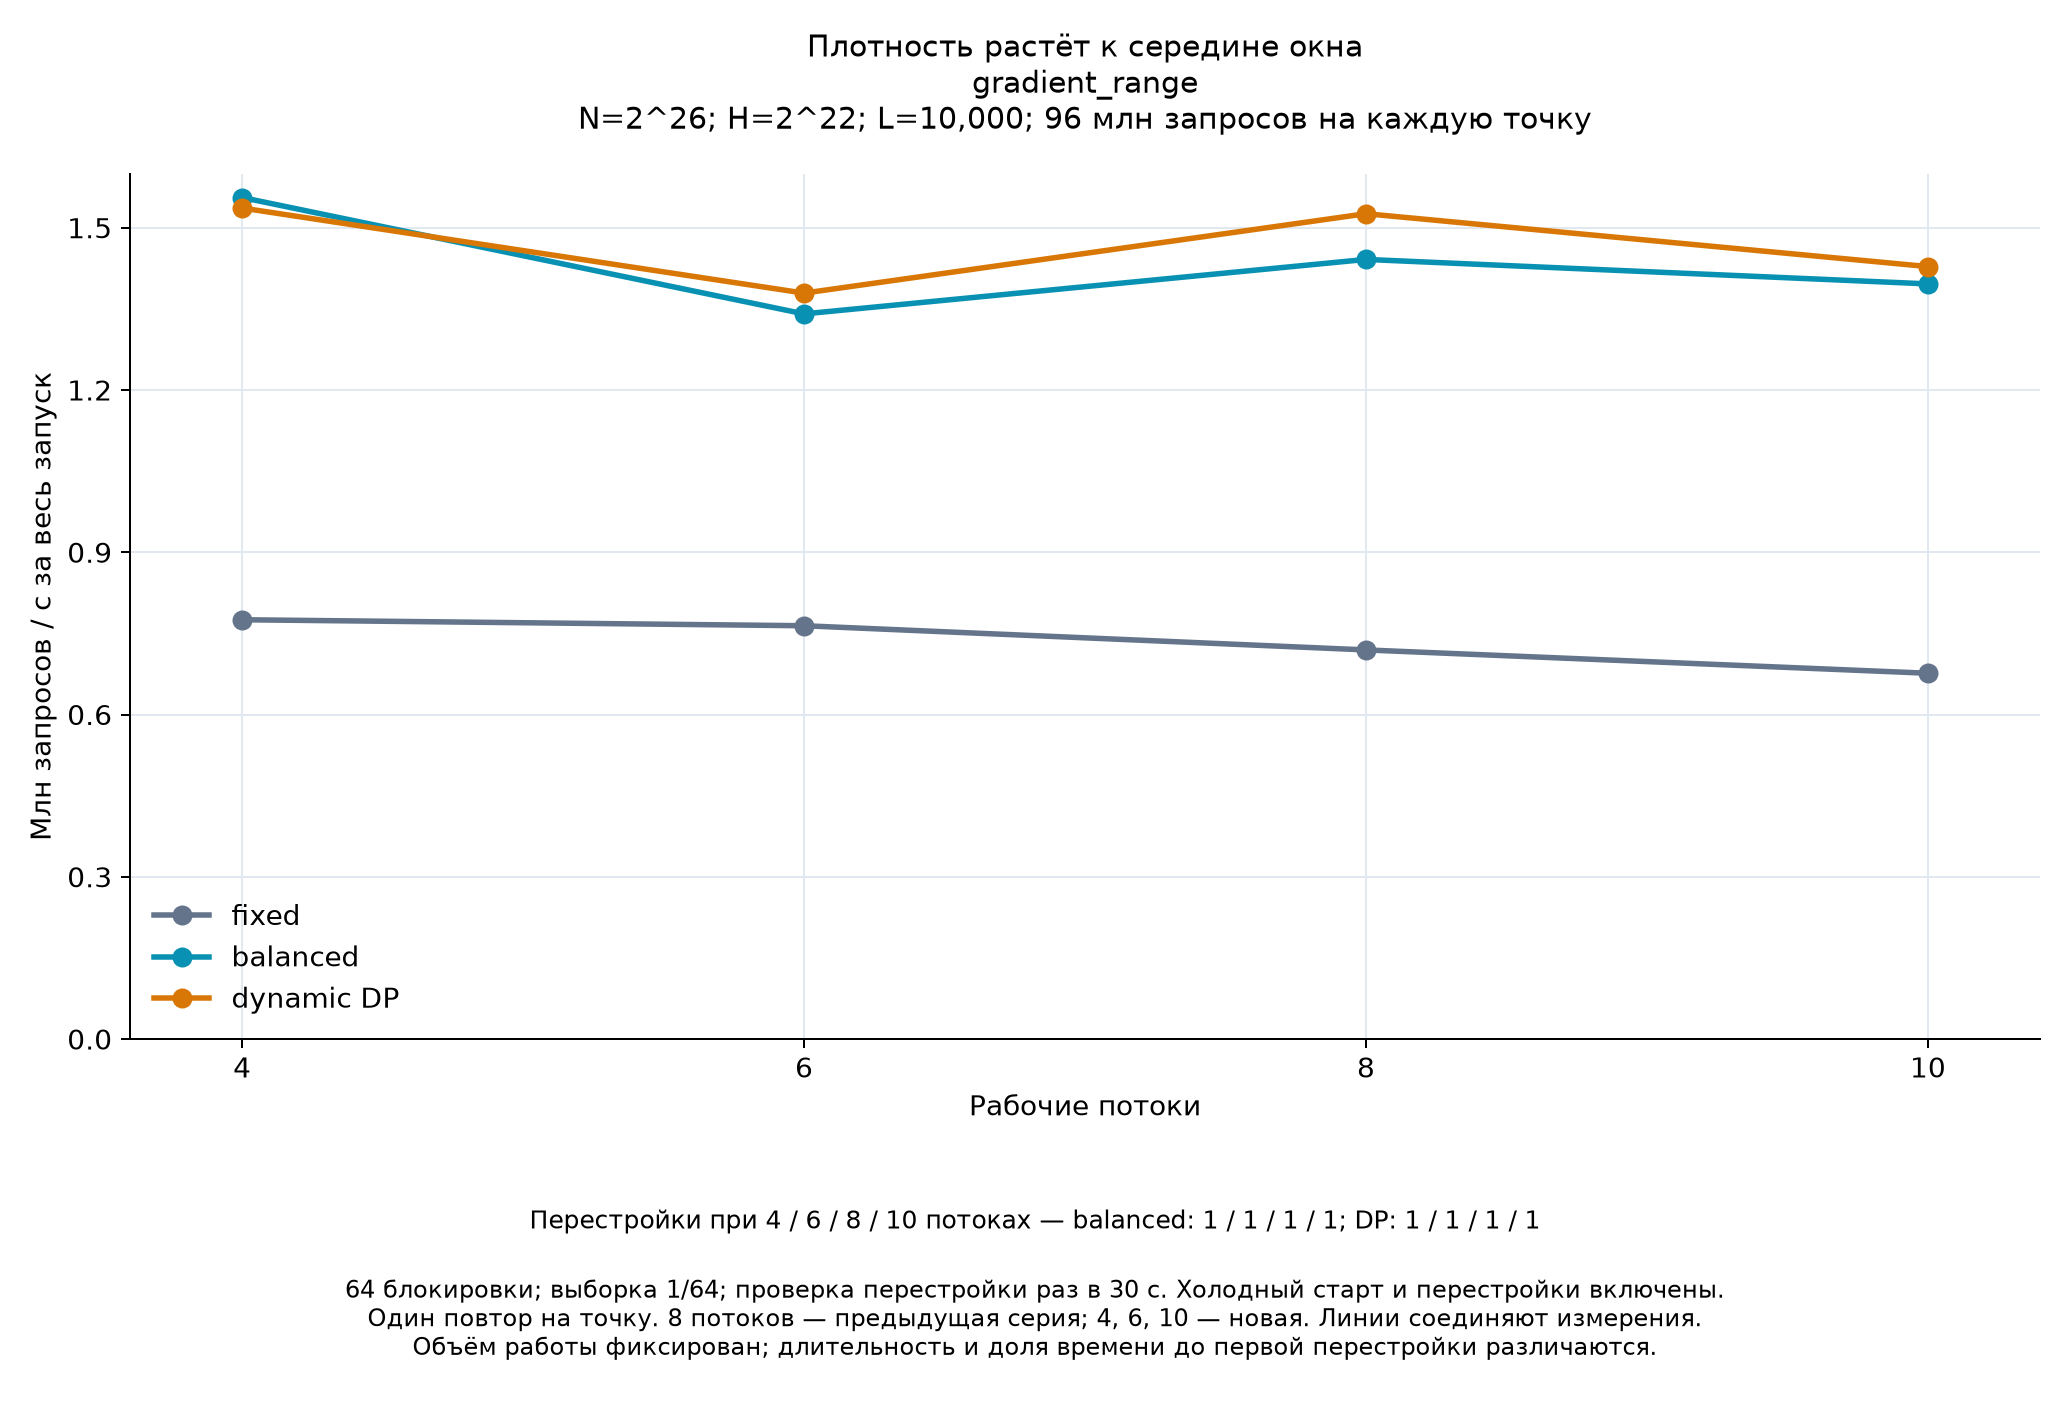 Плотность растёт к середине окна
gradient_range
N=2^26; H=2^22; L=10,000; 96 млн запросов на каждую точку
Млн запросов / с за весь запуск
1.5
1.2
0.9
0.6
0.3
0.0
fixed
balanced
dynamic DP
4
6
8
10
Рабочие потоки
Перестройки при 4 / 6 / 8 / 10 потоках — balanced: 1 / 1 / 1 / 1; DP: 1 / 1 / 1 / 1
64 блокировки; выборка 1/64; проверка перестройки раз в 30 с. Холодный старт и перестройки включены.
Один повтор на точку. 8 потоков — предыдущая серия; 4, 6, 10 — новая. Линии соединяют измерения.
Объём работы фиксирован; длительность и доля времени до первой перестройки различаются.